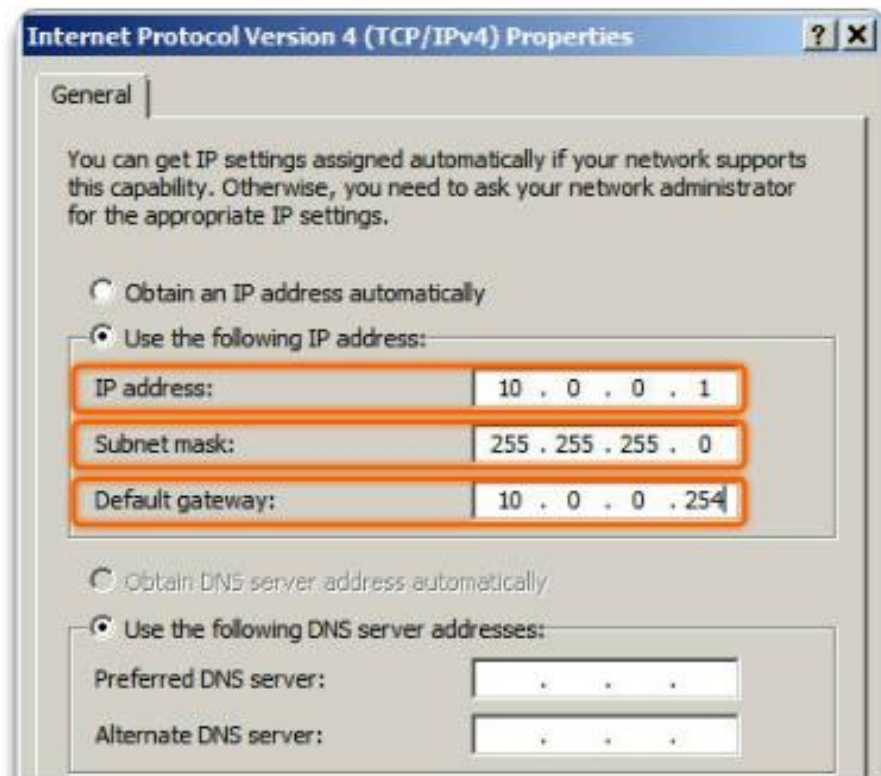 Internet Protocol Version 4 (TCP/IPv4) Properties
General
You can get IP settings assigned automatically if your network supports
this capability. Otherwise, you need to ask your network administrator
for the appropriate IP settings.
Obtain an IP address automatically
Use the following IP address:
IP address: 10 . 0 . 0 . 1
Subnet mask: 255 . 255 . 255 . 0
Default gateway: 10 . 0 . 0 . 254
Obtain DNS server address automatically
Use the following DNS server addresses:
Preferred DNS server: . . .
Alternate DNS server: . . .